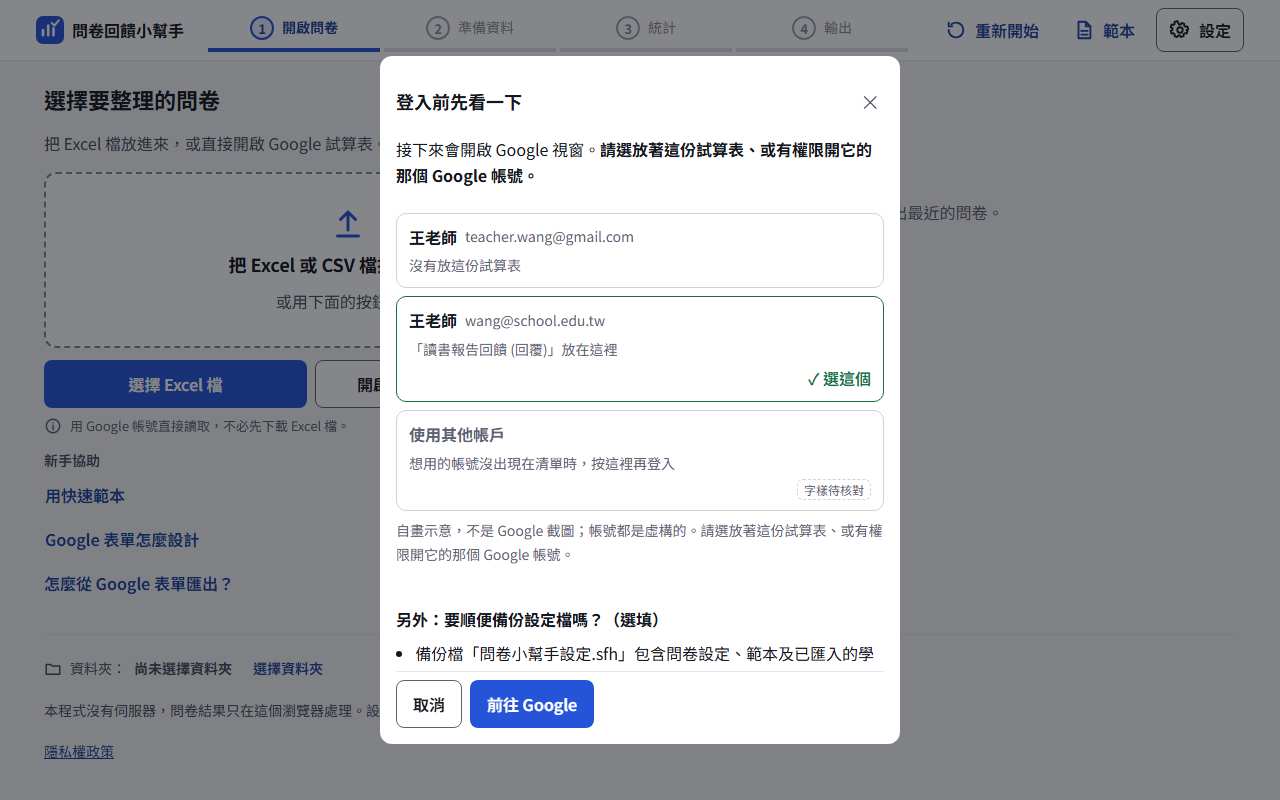 問卷回饋小幫手
1 開啟問卷
2 準備資料
3 統計
4 輸出
重新開始
範本
設定
選擇要整理的問卷
把 Excel 檔放進來，或直接開啟 Google 試算表。
出最近的問卷。
把 Excel 或 CSV 檔
或用下面的按鈕
選擇 Excel 檔
開啟
用 Google 帳號直接讀取，不必先下載 Excel 檔。
新手協助
用快速範本
Google 表單怎麼設計
怎麼從 Google 表單匯出？
資料夾：
尚未選擇資料夾
選擇資料夾
本程式沒有伺服器，問卷結果只在這個瀏覽器處理。設
隱私權政策
登入前先看一下
接下來會開啟 Google 視窗。請選放著這份試算表、或有權限開它的
那個 Google 帳號。
王老師 teacher.wang@gmail.com
沒有放這份試算表
王老師 wang@school.edu.tw
「讀書報告回饋 (回覆)」放在這裡
✓ 選這個
使用其他帳戶
想用的帳號沒出現在清單時，按這裡再登入
字樣待核對
自畫示意，不是 Google 截圖；帳號都是虛構的。請選放著這份試算表、或有權
限開它的那個 Google 帳號。
另外：要順便備份設定檔嗎？（選填）
備份檔「問卷小幫手設定.sfh」包含問卷設定、範本及已匯入的學
取消
前往 Google